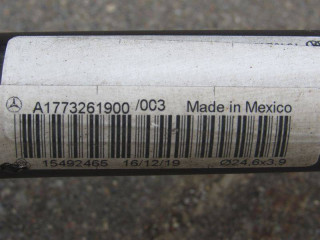 A1773261900 /003 Made in Mexico
15492465 16/12/19 Ø24,6x3,9